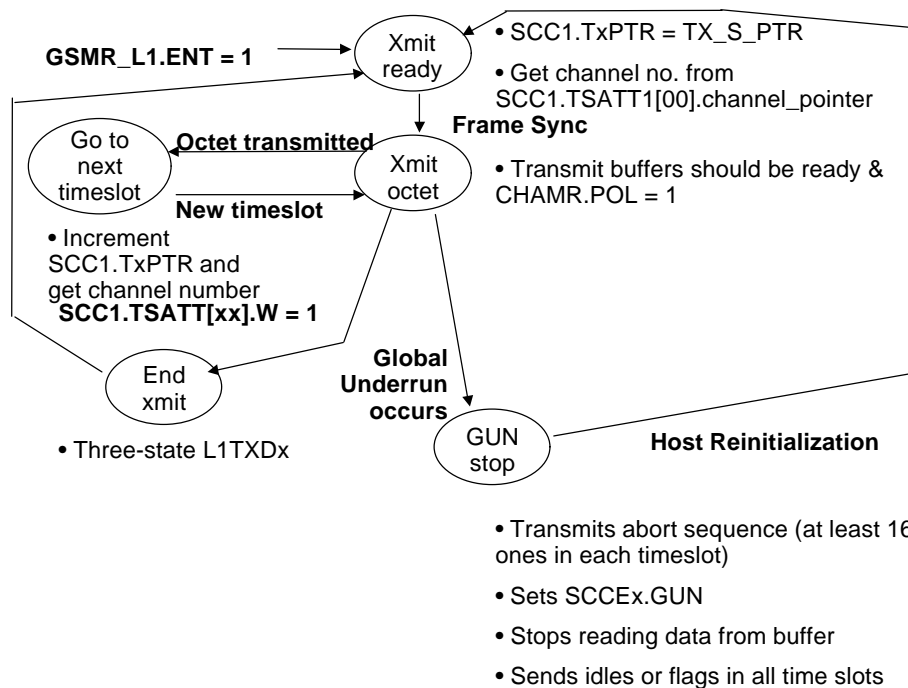 GSMR_L1.ENT = 1
Xmit
ready
• SCC1.TxPTR = TX_S_PTR
• Get channel no. from
SCC1.TSATT1[00].channel_pointer
Frame Sync
Go to
next
timeslot
Octet transmitted
Xmit
octet
• Transmit buffers should be ready &
CHAMR.POL = 1
New timeslot
• Increment
SCC1.TxPTR and
get channel number
SCC1.TSATT[xx].W = 1
End
xmit
Global
Underrun
occurs
GUN
stop
Host Reinitialization
• Three-state L1TXDx
• Transmits abort sequence (at least 16
ones in each timeslot)
• Sets SCCEx.GUN
• Stops reading data from buffer
• Sends idles or flags in all time slots